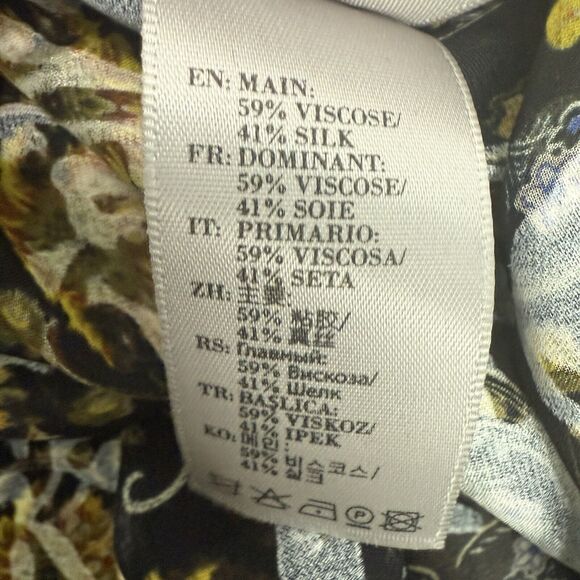 EN: MAIN:
59% VISCOSE/
41% SILK
FR: DOMINANT:
59% VISCOSE/
41% SOIE
IT: PRIMARIO:
59% VISCOSA/
41% SETA
ZH: 主要:
59% 粘胶/
41% 真丝
RS: Главный:
59% Вискоза/
41% Шелк
TR: BAŞLICA:
59% VISKOZ/
41% IPEK
KO: 메인:
59% 비스코스/
41% 실크